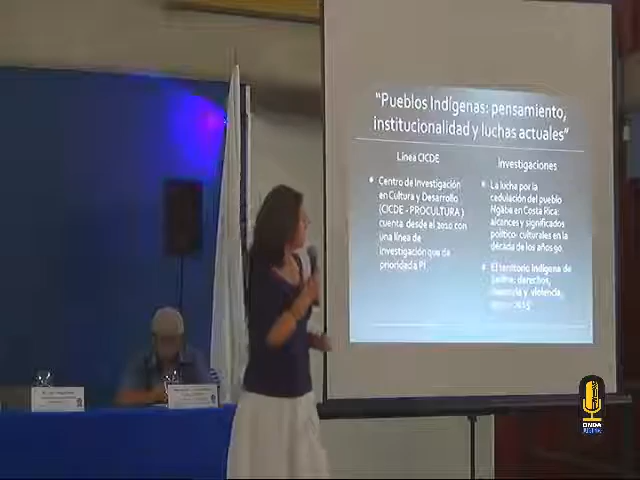 “Pueblos Indígenas: pensamiento,
institucionalidad y luchas actuales”
Línea CICDE
Centro de Investigación
en Cultura y Desarrollo
(CICDE - PROCULTURA)
cuenta desde el 2010 con
una línea de
investigación que da
prioridad a PI
Investigaciones
La lucha por la
cedulación del pueblo
Ngäbe en Costa Rica:
alcances y significados
político- culturales en la
década de los años 90.
El territorio Indígena de
derechos,
y violencia
ONDA